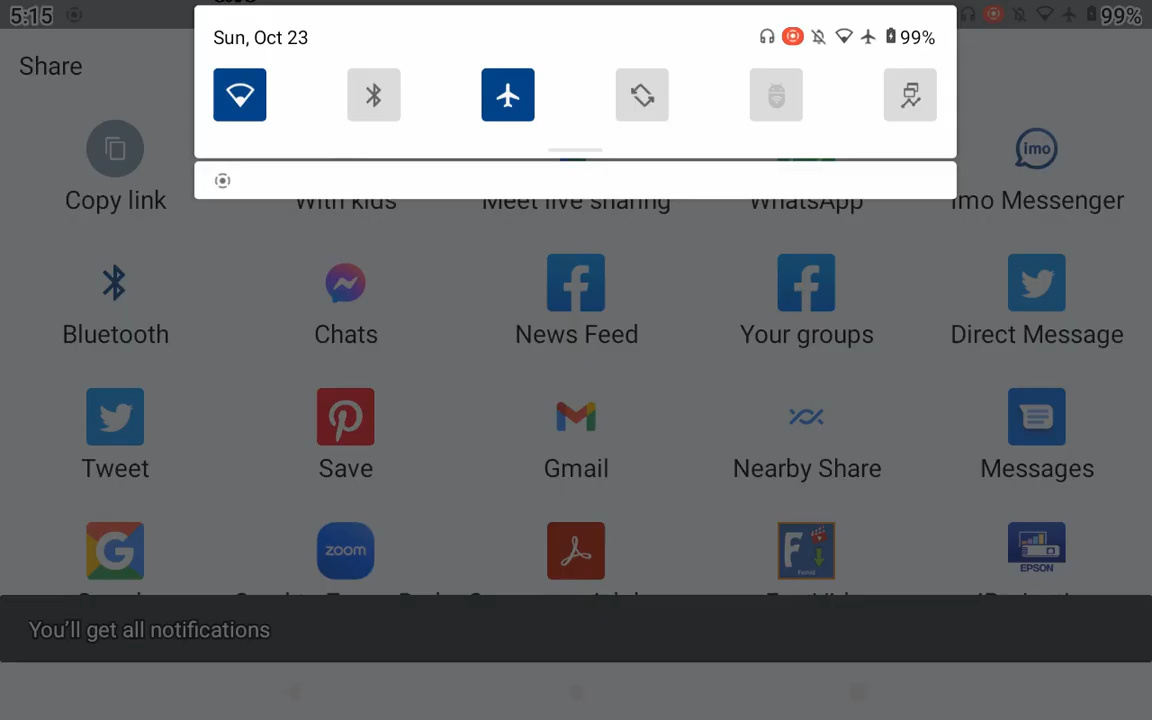 5:15
99%
Sun, Oct 23
99%
Share
imo
Copy link
With kids
Meet live sharing
WhatsApp
Imo Messenger
Bluetooth
Chats
News Feed
Your groups
Direct Message
Tweet
Save
Gmail
Nearby Share
Messages
zoom
EPSON
You'll get all notifications